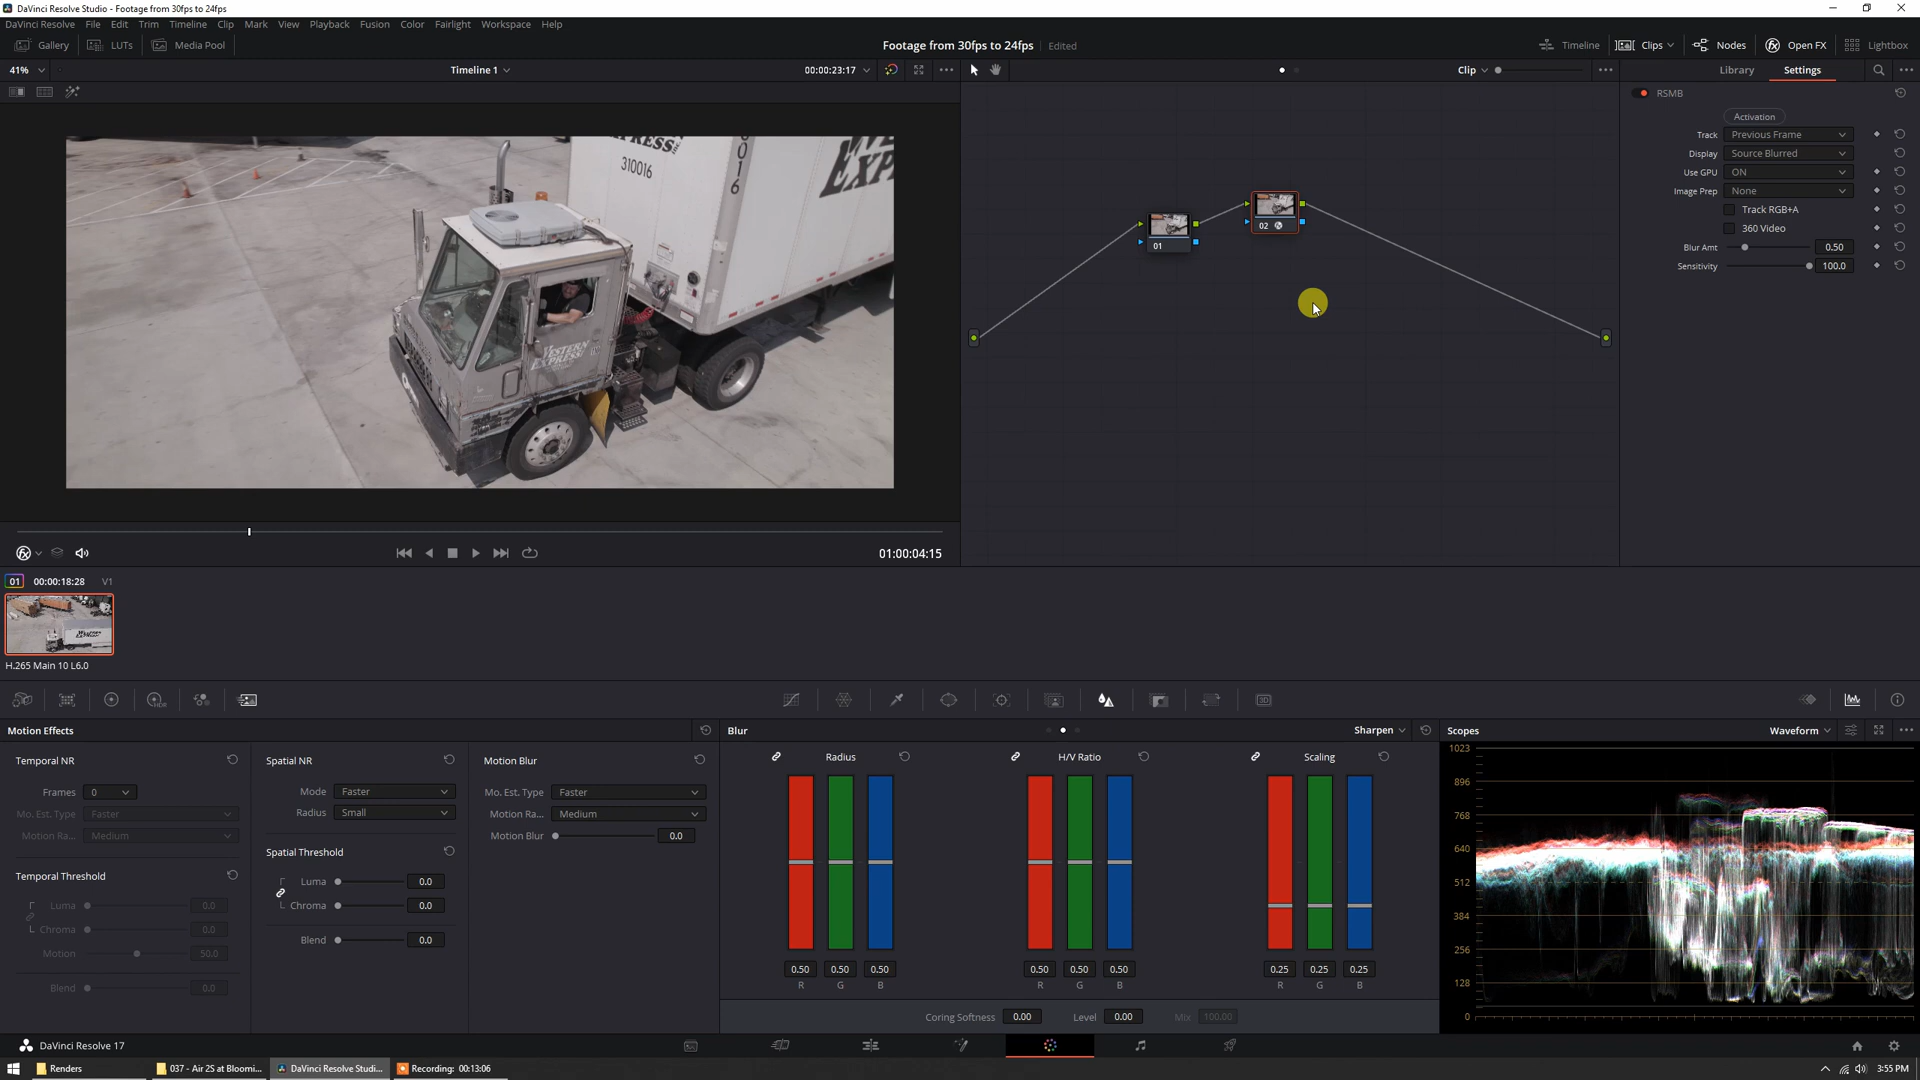 DaVinci Resolve Studio - Footage from 30fps to 24fps
DaVinci Resolve File Edit Trim Timeline Clip Mark View Playback Fusion Color Fairlight Workspace Help
Gallery LUTs Media Pool Footage from 30fps to 24fps Edited Timeline Clips Nodes Open FX Lightbox
41% Timeline 1 00:00:23:17 Clip Library Settings
RSMB
Activation
Track Previous Frame
Display Source Blurred
Use GPU ON
Image Prep None
Track RGB+A
360 Video
Blur Amt 0.50
Sensitivity 100.0
310016
WESTERN
EXPRESS
01
02
01:00:04:15
01 00:00:18:28 V1
H.265 Main 10 L6.0
HDR
3D
Motion Effects Blur Sharpen Scopes Waveform
Temporal NR Spatial NR Motion Blur Radius H/V Ratio Scaling
Frames 0
Mo. Est. Type Faster
Motion Ra... Medium
Temporal Threshold
Luma 0.0
Chroma 0.0
Motion 50.0
Blend 0.0
Mode Faster
Radius Small
Spatial Threshold
Luma 0.0
Chroma 0.0
Blend 0.0
Mo. Est. Type Faster
Motion Ra... Medium
Motion Blur 0.0
0.50 0.50 0.50
R G B
0.50 0.50 0.50
R G B
0.25 0.25 0.25
R G B
Coring Softness 0.00 Level 0.00 Mix 100.00
1023
896
768
640
512
384
256
128
0
DaVinci Resolve 17
Renders 037 - Air 2S at Bloomi... DaVinci Resolve Studi... Recording: 00:13:06 3:55 PM